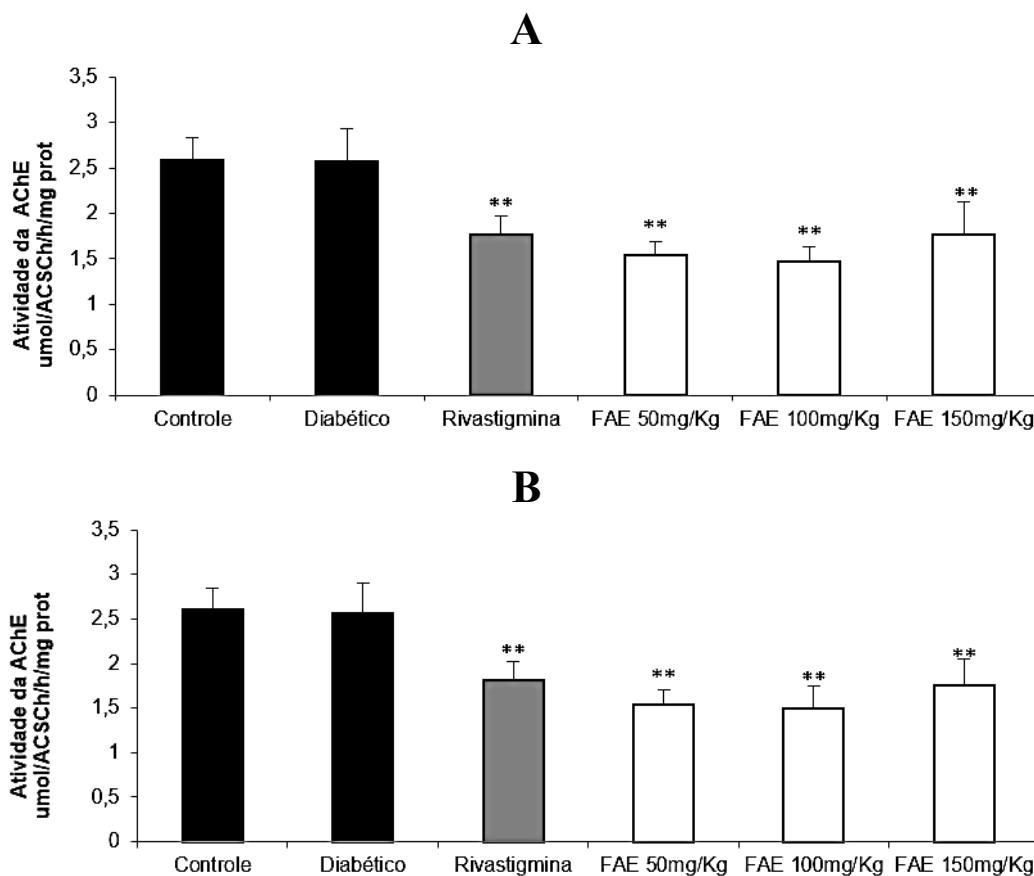 A
Atividade da AChE
umol/ACSCh/h/mg prot
3,5
3
2,5
2
1,5
1
0,5
0
** ** ** **
Controle Diabético Rivastigmina FAE 50mg/Kg FAE 100mg/Kg FAE 150mg/Kg
B
Atividade da AChE
umol/ACSCh/h/mg prot
3,5
3
2,5
2
1,5
1
0,5
0
** ** ** **
Controle Diabético Rivastigmina FAE 50mg/Kg FAE 100mg/Kg FAE 150mg/Kg